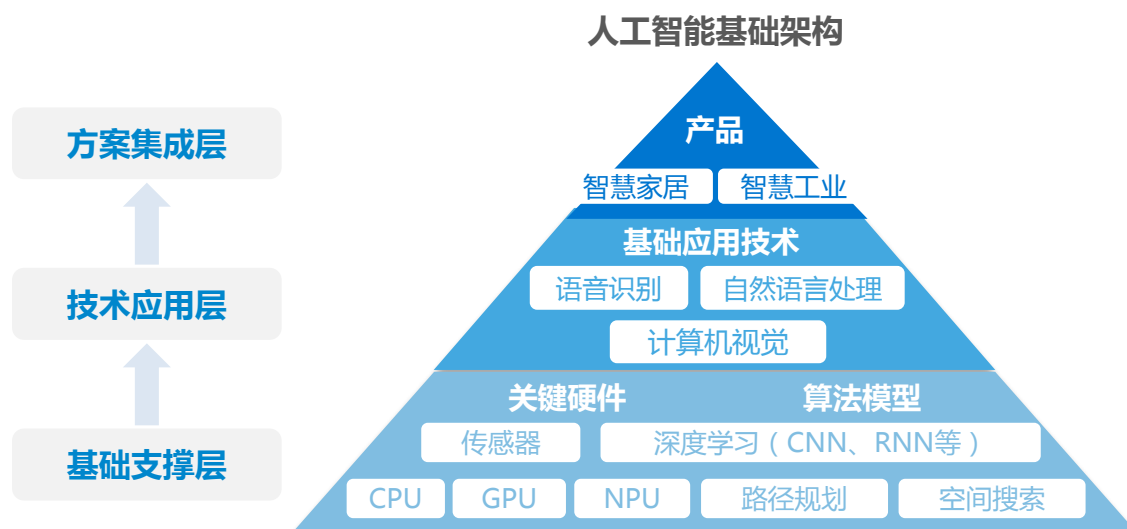 人工智能基础架构
方案集成层
技术应用层
基础支撑层
产品
智慧家居 智慧工业
基础应用技术
语音识别 自然语言处理
计算机视觉
关键硬件 算法模型
传感器 深度学习（CNN、RNN等）
CPU GPU NPU 路径规划 空间搜索